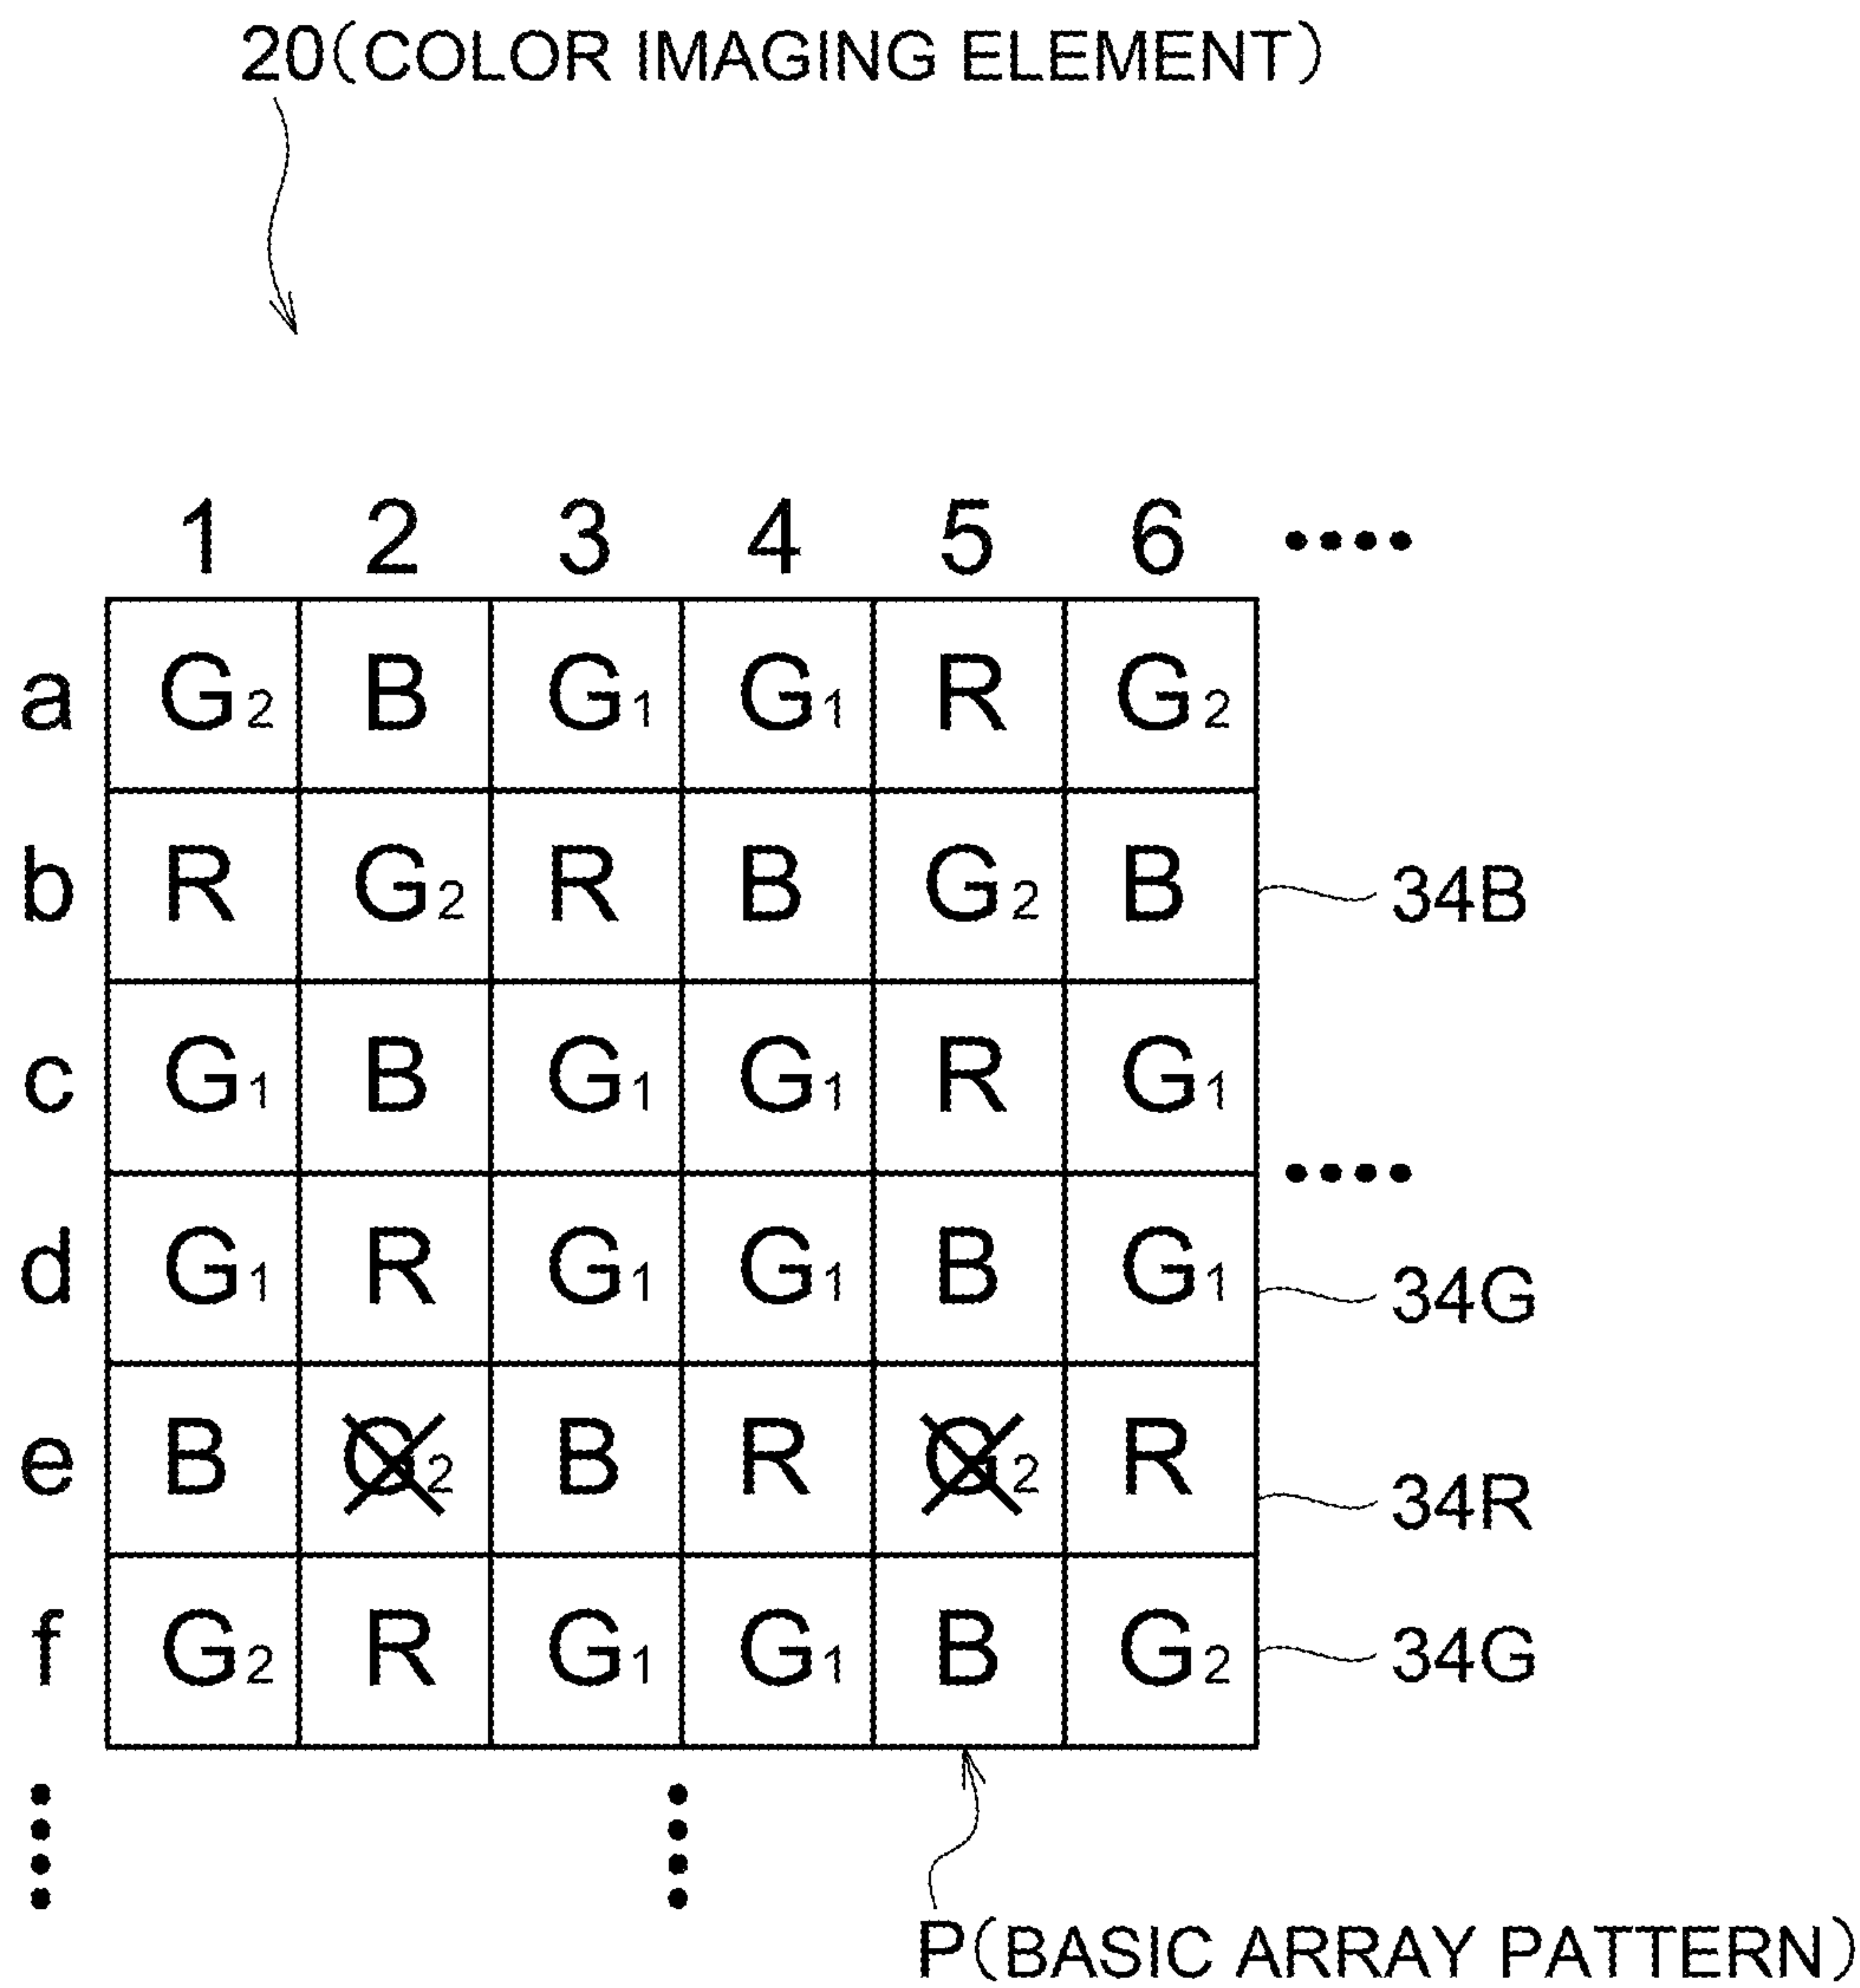 20(COLOR IMAGING ELEMENT)
1 2 3 4 5 6 ••••
a G2 B G1 G1 R G2
b R G2 R B G2 B 34B
c G1 B G1 G1 R G1
••••
d G1 R G1 G1 B G1 34G
e B G2 B R G2 R 34R
f G2 R G1 G1 B G2 34G
P(BASIC ARRAY PATTERN)